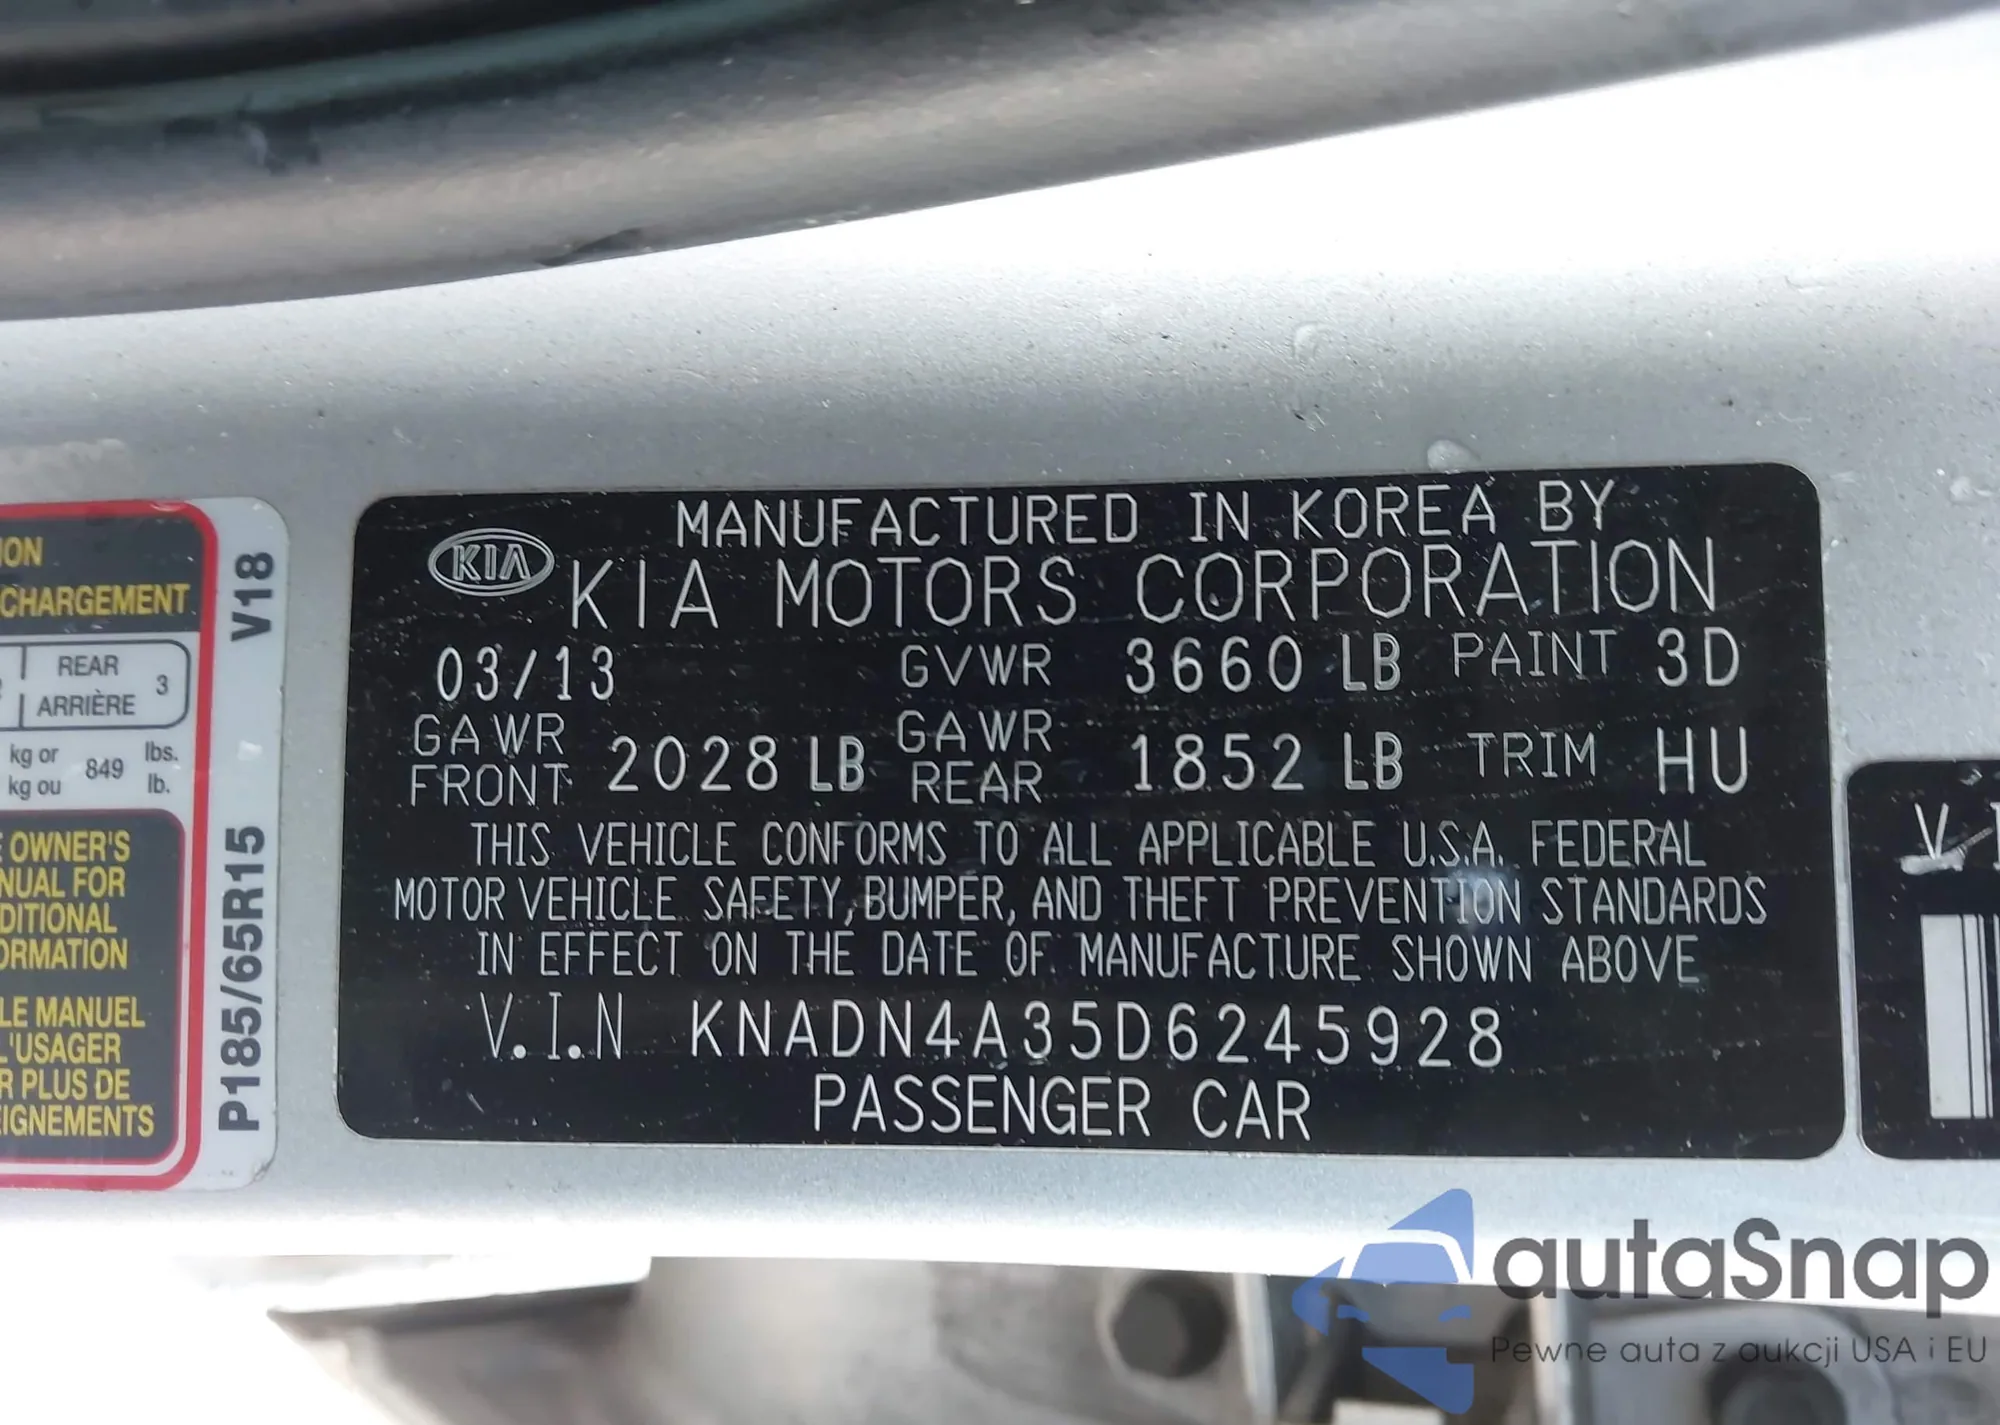 ION
CHARGEMENT
REAR
ARRIÈRE 3
kg or 849 lbs.
kg ou lb.
OWNER'S
NUAL FOR
DITIONAL
ORMATION
LE MANUEL
L'USAGER
R PLUS DE
EIGNEMENTS
V18
P185/65R15
KIA
MANUFACTURED IN KOREA BY
KIA MOTORS CORPORATION
03/13 GVWR 3660 LB PAINT 3D
GAWR FRONT 2028 LB GAWR REAR 1852 LB TRIM HU
THIS VEHICLE CONFORMS TO ALL APPLICABLE U.S.A. FEDERAL
MOTOR VEHICLE SAFETY, BUMPER, AND THEFT PREVENTION STANDARDS
IN EFFECT ON THE DATE OF MANUFACTURE SHOWN ABOVE
V.I.N KNADN4A35D6245928
PASSENGER CAR
autaSnap
Pewne auta z aukcji USA i EU